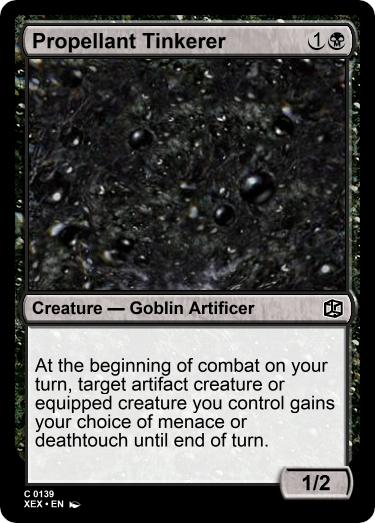 Propellant Tinkerer 1
Creature — Goblin Artificer
At the beginning of combat on your
turn, target artifact creature or
equipped creature you control gains
your choice of menace or
deathtouch until end of turn.
1/2
C 0139
XEX • EN